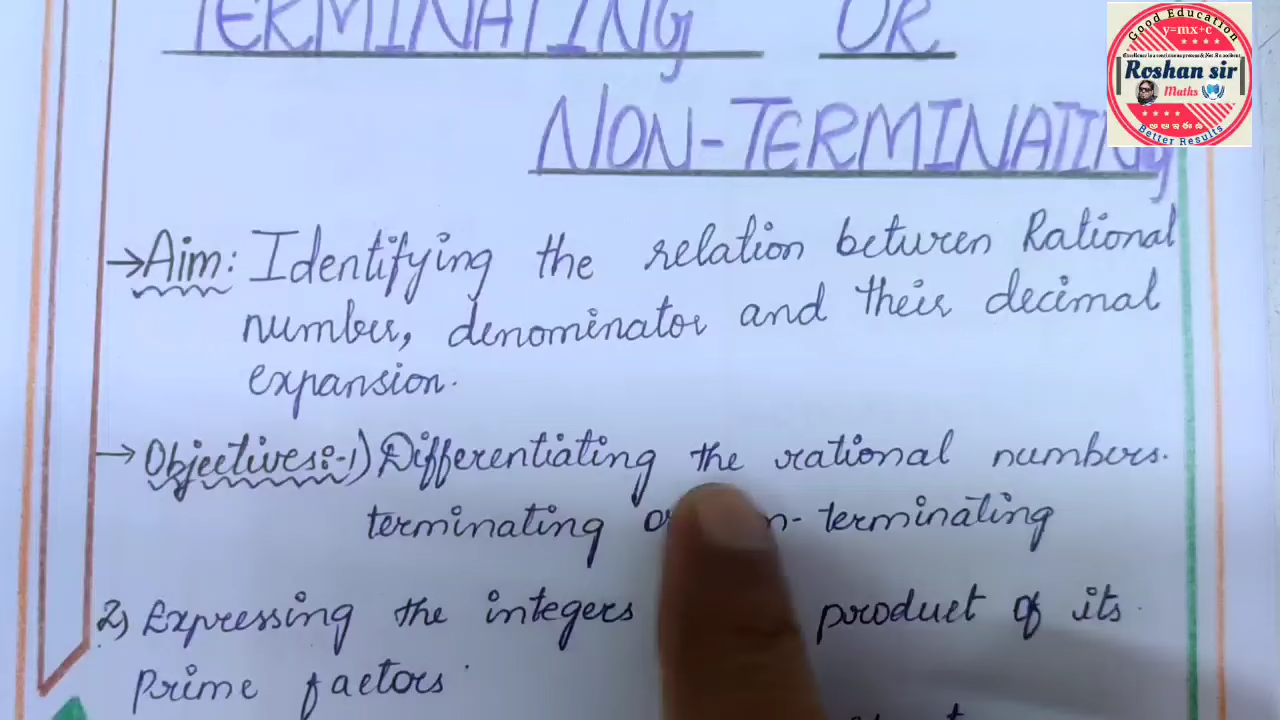 TERMINATING OR
NON-TERMINATING
→Aim: Identifying the relation between Rational
number, denominator and their decimal
expansion.
→Objectives:-1) Differentiating the rational numbers.
terminating or - terminating
2) Expressing the integers product of its
Prime factors
Good Education
y=mx+c
Roshan sir
Maths
Better Results